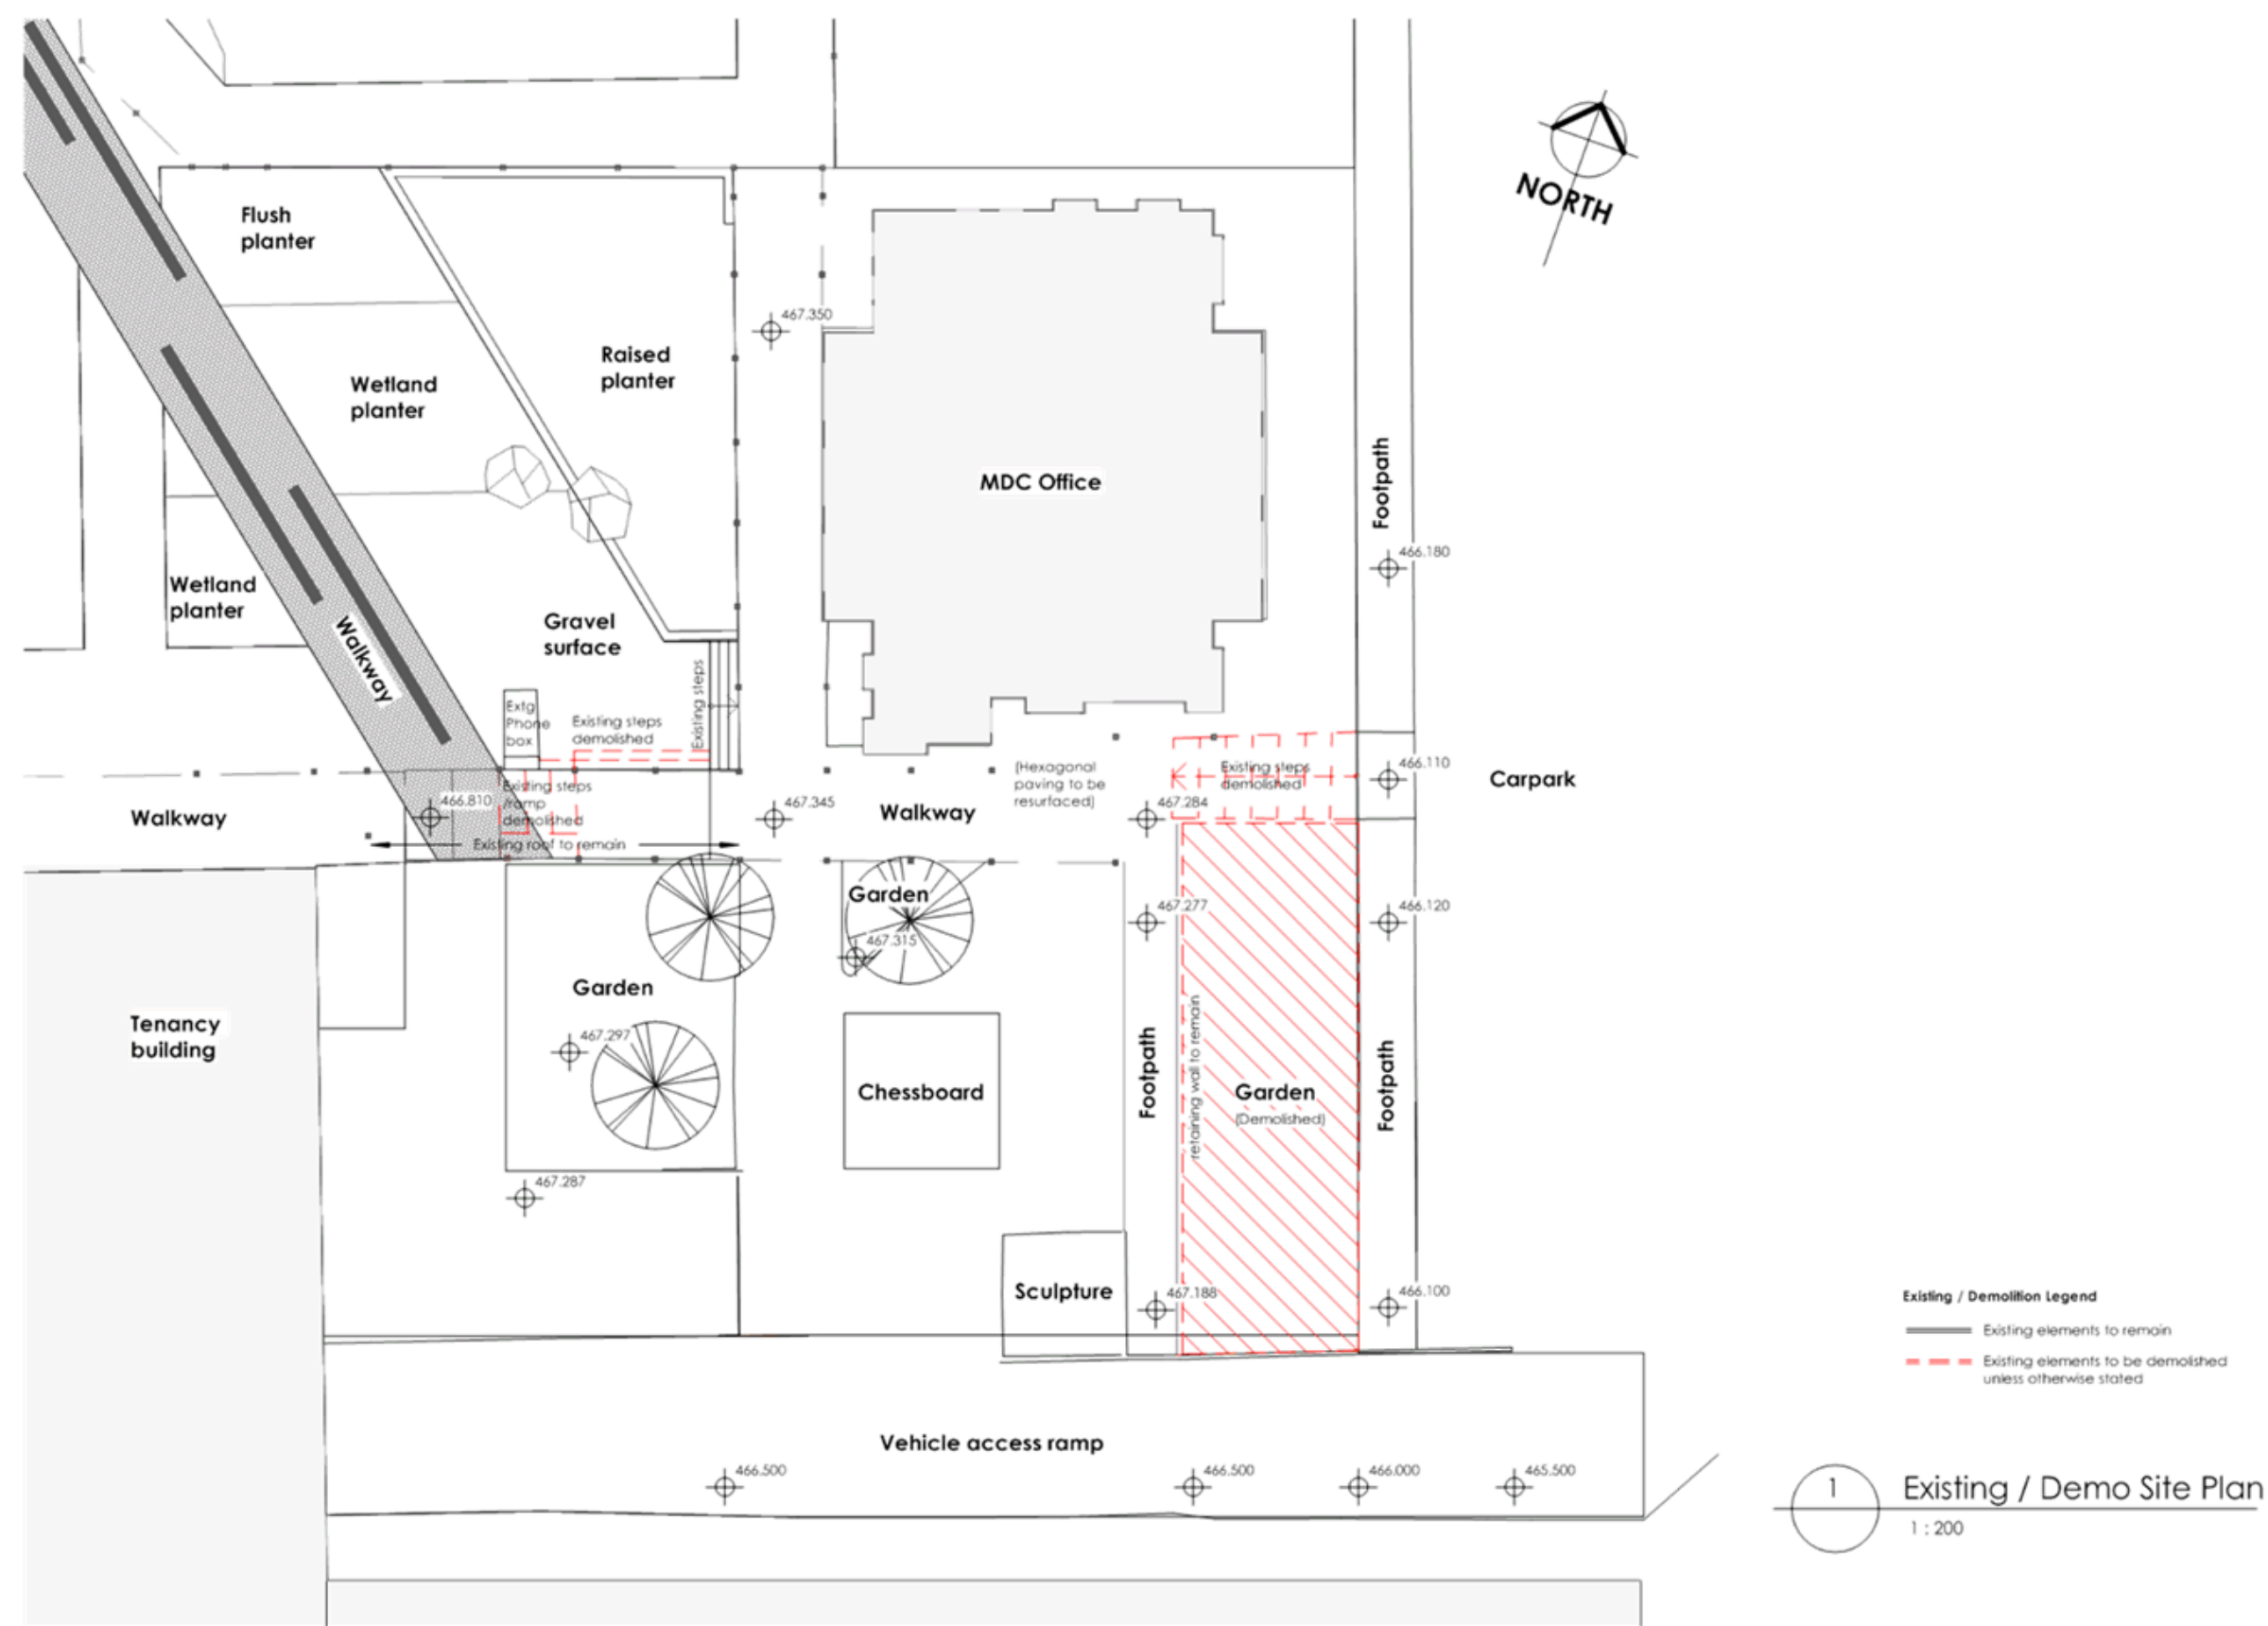 NORTH
Flush
planter
467.350
Raised
planter
Wetland
planter
MDC Office
Footpath
466.180
Wetland
planter
Walkway
Gravel
surface
Existing steps
Extg
Phone
box
Existing steps
demolished
(Hexagonal
paving to be
resurfaced)
Existing steps
demolished
466.110
Carpark
Walkway
466.810
Existing steps
/ramp
demolished
467.345
Walkway
467.284
Existing roof to remain
Garden
467.315
467.277
466.120
Garden
467.297
Tenancy
building
Chessboard
Footpath
retaining wall to remain
Garden
(Demolished)
Footpath
467.287
Sculpture
467.188
466.100
Existing / Demolition Legend
Existing elements to remain
Existing elements to be demolished
unless otherwise stated
Vehicle access ramp
466.500
466.500
466.000
465.500
1
Existing / Demo Site Plan
1 : 200